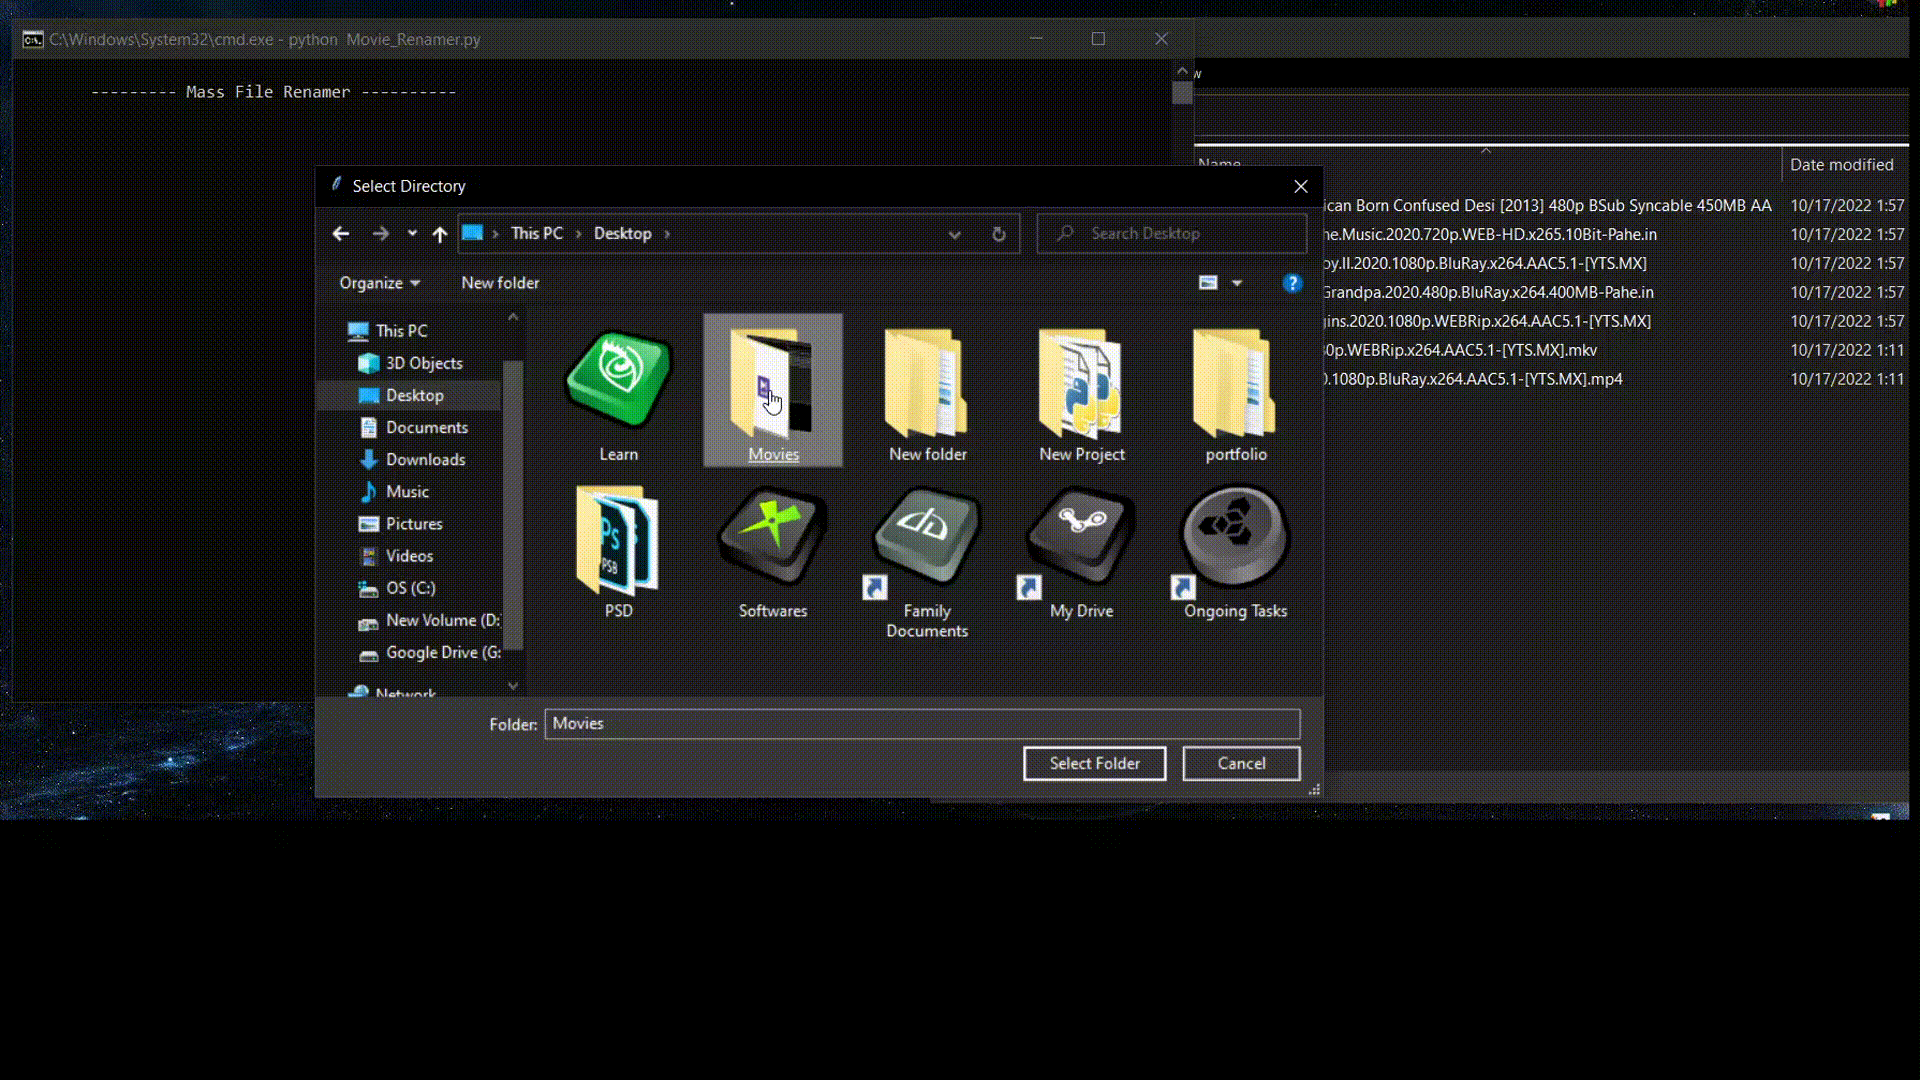 C:\Windows\System32\cmd.exe - python Movie_Renamer.py
--------- Mass File Renamer ----------
w
Name
Date modified
ican Born Confused Desi [2013] 480p BSub Syncable 450MB AA 10/17/2022 1:57
ne.Music.2020.720p.WEB-HD.x265.10Bit-Pahe.in 10/17/2022 1:57
oy.II.2020.1080p.BluRay.x264.AAC5.1-[YTS.MX] 10/17/2022 1:57
Grandpa.2020.480p.BluRay.x264.400MB-Pahe.in 10/17/2022 1:57
gins.2020.1080p.WEBRip.x264.AAC5.1-[YTS.MX] 10/17/2022 1:57
80p.WEBRip.x264.AAC5.1-[YTS.MX].mkv 10/17/2022 1:11
0.1080p.BluRay.x264.AAC5.1-[YTS.MX].mp4 10/17/2022 1:11
Select Directory
This PC > Desktop >
Search Desktop
Organize
New folder
This PC
3D Objects
Desktop
Documents
Downloads
Music
Pictures
Videos
OS (C:)
New Volume (D:
Google Drive (G:
Network
Learn
Movies
New folder
New Project
portfolio
PSD
Softwares
Family
Documents
My Drive
Ongoing Tasks
Folder: Movies
Select Folder
Cancel